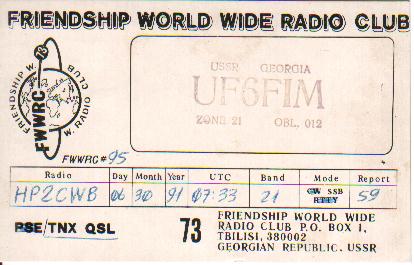 FRIENDSHIP WORLD WIDE RADIO CLUB
73
FRIENDSHIP W. W. RADIO CLUB
FWWRC
USSR GEORGIA
UF6FIM
ZONE 21 OBL. 012
FWWRC # 95
Radio Day Month Year UTC Band Mode Report
HP2CWB 06 30 91 07:33 21 CW SSB RTTY 59
PSE/TNX QSL
73
FRIENDSHIP WORLD WIDE
RADIO CLUB P.O. BOX 1,
TBILISI, 380002
GEORGIAN REPUBLIC, USSR